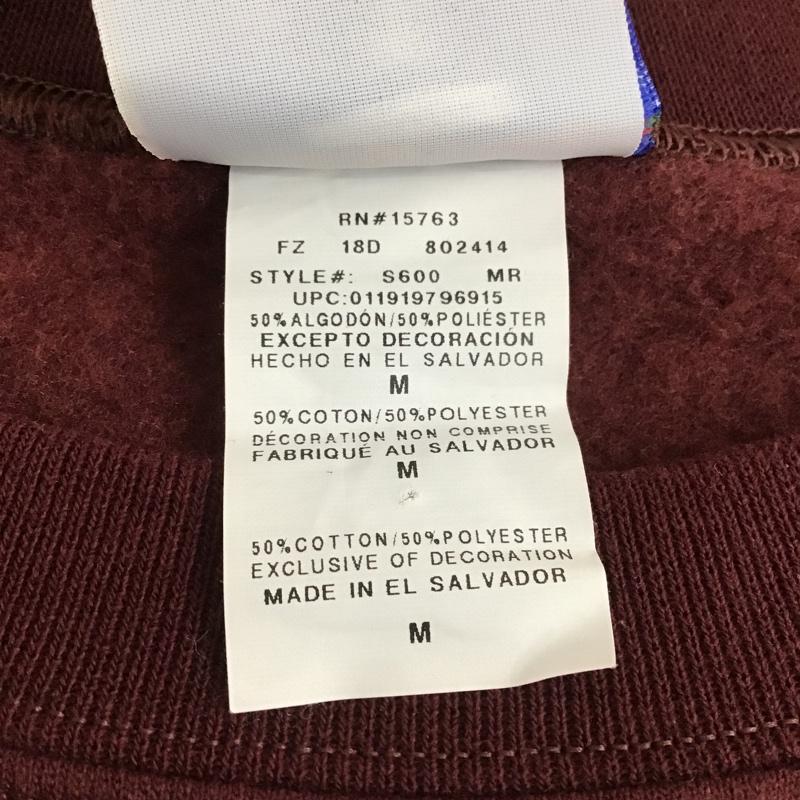 RN#15763
FZ 18D 802414
STYLE#: S600 MR
UPC:011919796915
50%ALGODÓN/50%POLIÉSTER
EXCEPTO DECORACIÓN
HECHO EN EL SALVADOR
M
50%COTON/50%POLYESTER
DÉCORATION NON COMPRISE
FABRIQUÉ AU SALVADOR
M
50%COTTON/50%POLYESTER
EXCLUSIVE OF DECORATION
MADE IN EL SALVADOR
M